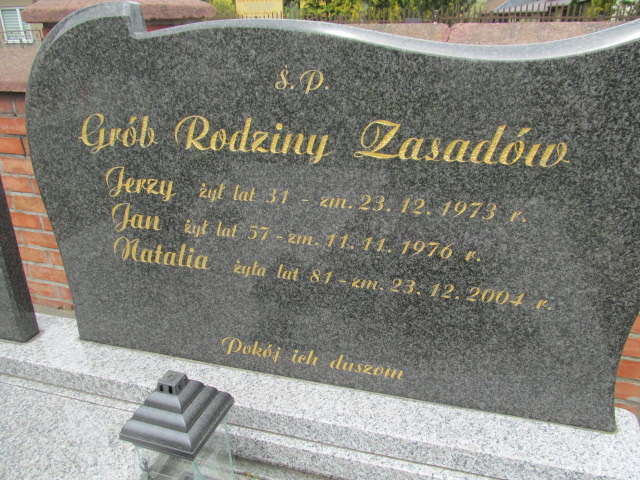 Ś.P.
Grób Rodziny Zasadów
Jerzy żył lat 31 - zm. 23. 12. 1973 r.
Jan żył lat 57 - zm. 11. 11. 1976 r.
Natalia żyła lat 81 - zm. 23. 12. 2004 r.
Pokój ich duszom